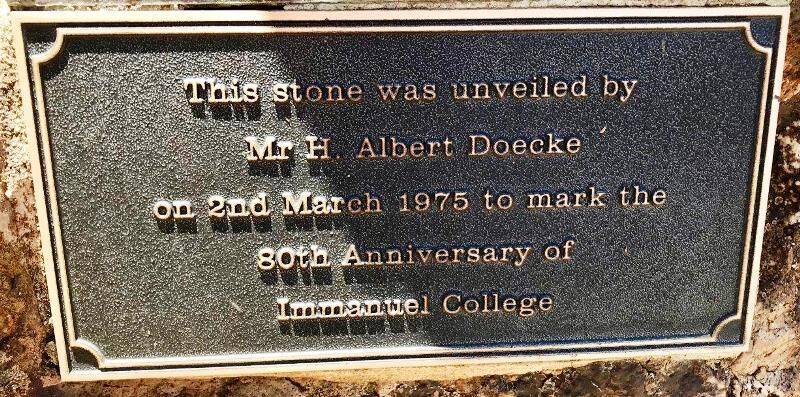 This stone was unveiled by
Mr H. Albert Doecke
on 2nd March 1975 to mark the
80th Anniversary of
Immanuel College